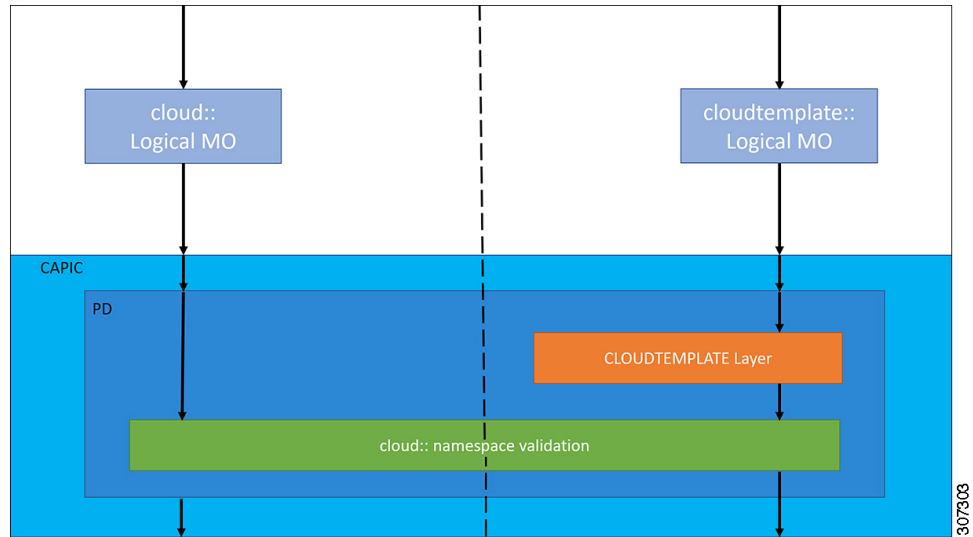 cloud::
Logical MO
cloudtemplate::
Logical MO
CAPIC
PD
CLOUDTEMPLATE Layer
cloud:: namespace validation
307303